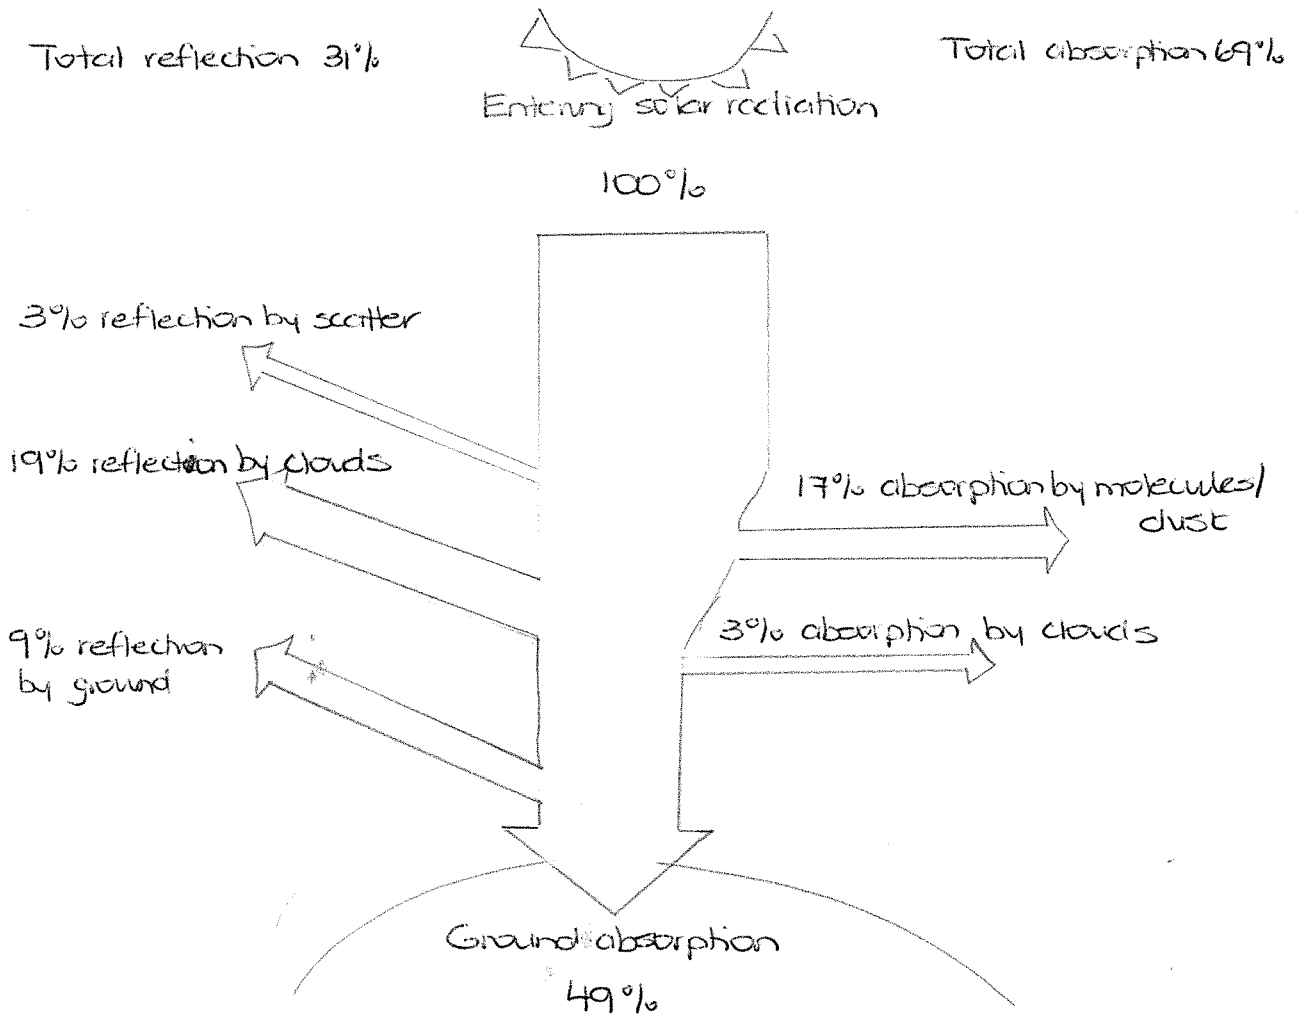 Total reflection 31%
Total absorption 69%
Entering solar radiation
100%
3% reflection by scatter
19% reflection by clouds
17% absorption by molecules/
dust
9% reflection
by ground
3% absorption by clouds
Ground absorption
49%